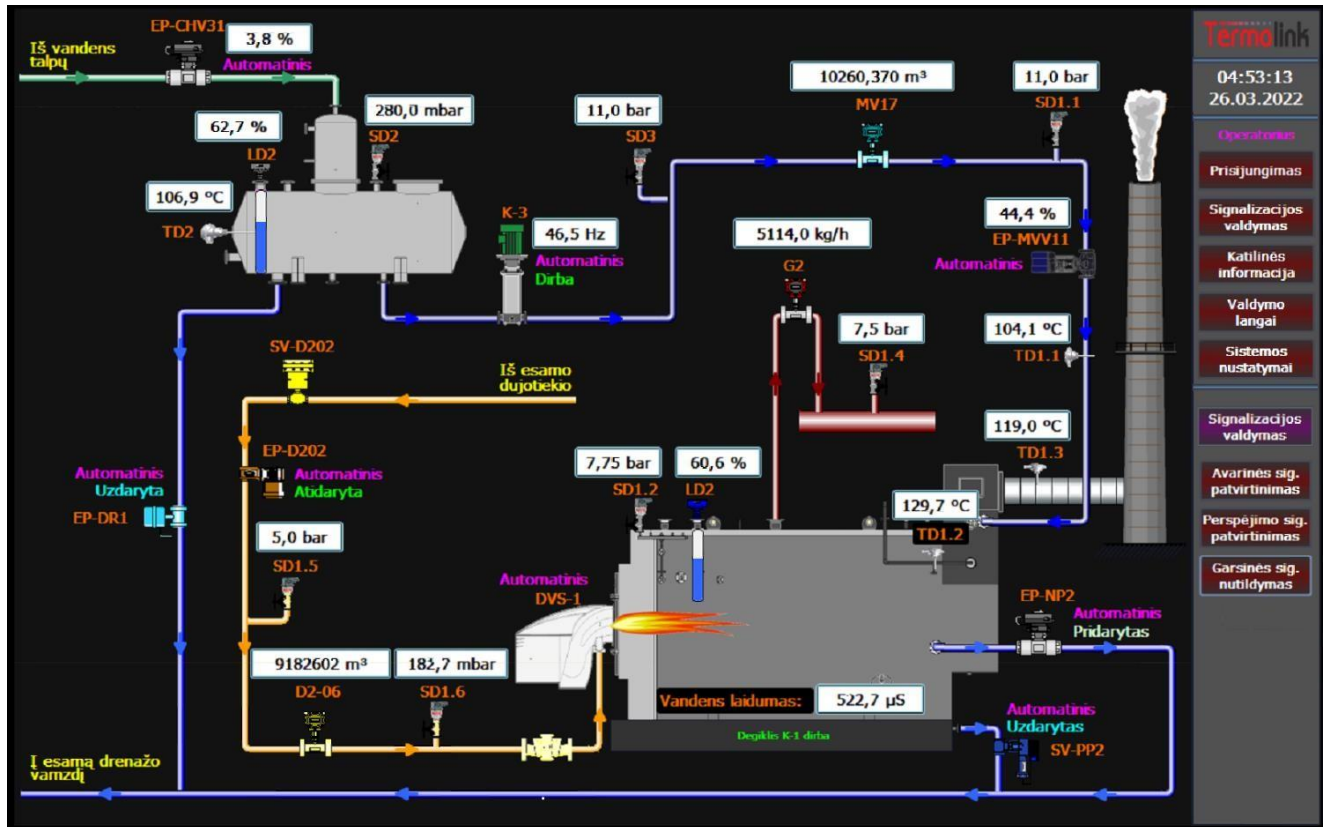 EP-CHV31
3,8 %
Automatinis
Iš vandens
talpų
62,7 %
LD2
280,0 mbar
SD2
106,9 ºC
TD2
K-3
46,5 Hz
Automatinis
Dirba
11,0 bar
SD3
10260,370 m³
MV17
11,0 bar
SD1.1
44,4 %
EP-MVV11
Automatinis
5114,0 kg/h
G2
7,5 bar
SD1.4
104,1 ºC
TD1.1
119,0 ºC
TD1.3
SV-D202
Iš esamo
dujotiekio
EP-D202
Automatinis
Atidaryta
Automatinis
Uzdaryta
EP-DR1
5,0 bar
SD1.5
7,75 bar
SD1.2
60,6 %
LD2
129,7 ºC
TD1.2
Automatinis
DVS-1
9182602 m³
D2-06
mbar
SD1.6
Vandens laidumas:
522,7 µS
Degiklis K-1 dirba
EP-NP2
Automatinis
Pridarytas
Automatinis
Uzdarytas
SV-PP2
Į esamą drenažo
vamzdį
Termolink
04:53:13
26.03.2022
Operatorius
Prisijungimas
Signalizacijos
valdymas
Katilinės
informacija
Valdymo
langai
Sistemos
nustatymai
Signalizacijos
valdymas
Avarinės sig.
patvirtinimas
Perspėjimo sig.
patvirtinimas
Garsinės sig.
nutildymas